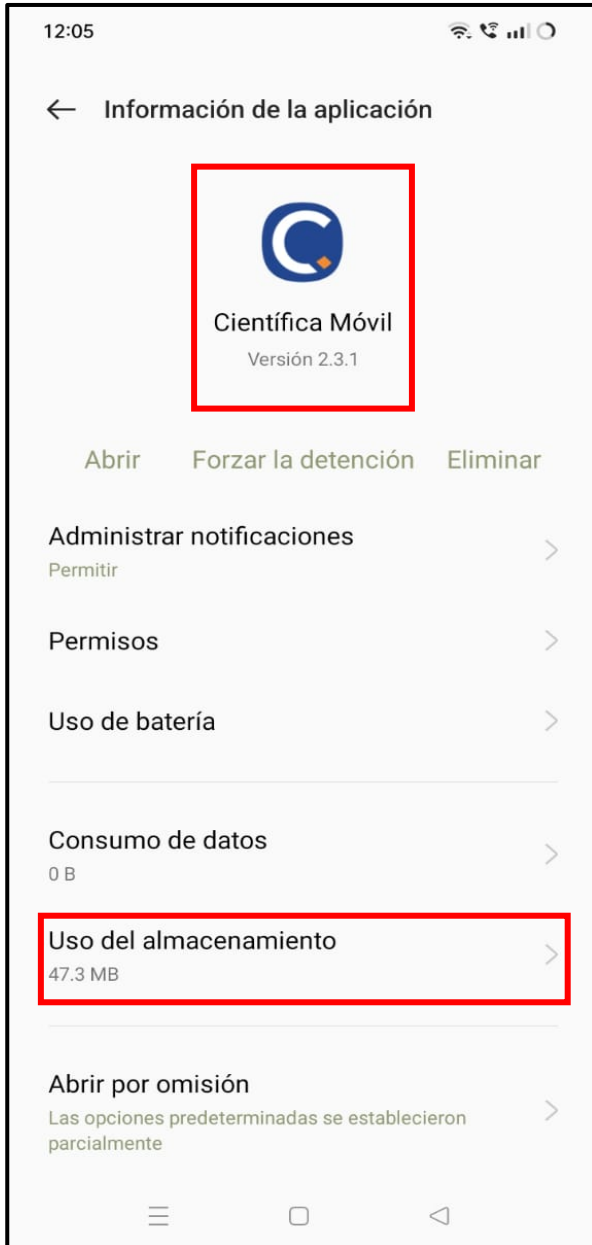 12:05
Información de la aplicación
Científica Móvil
Versión 2.3.1
Abrir Forzar la detención Eliminar
Administrar notificaciones
Permitir
Permisos
Uso de batería
Consumo de datos
0 B
Uso del almacenamiento
47.3 MB
Abrir por omisión
Las opciones predeterminadas se establecieron
parcialmente